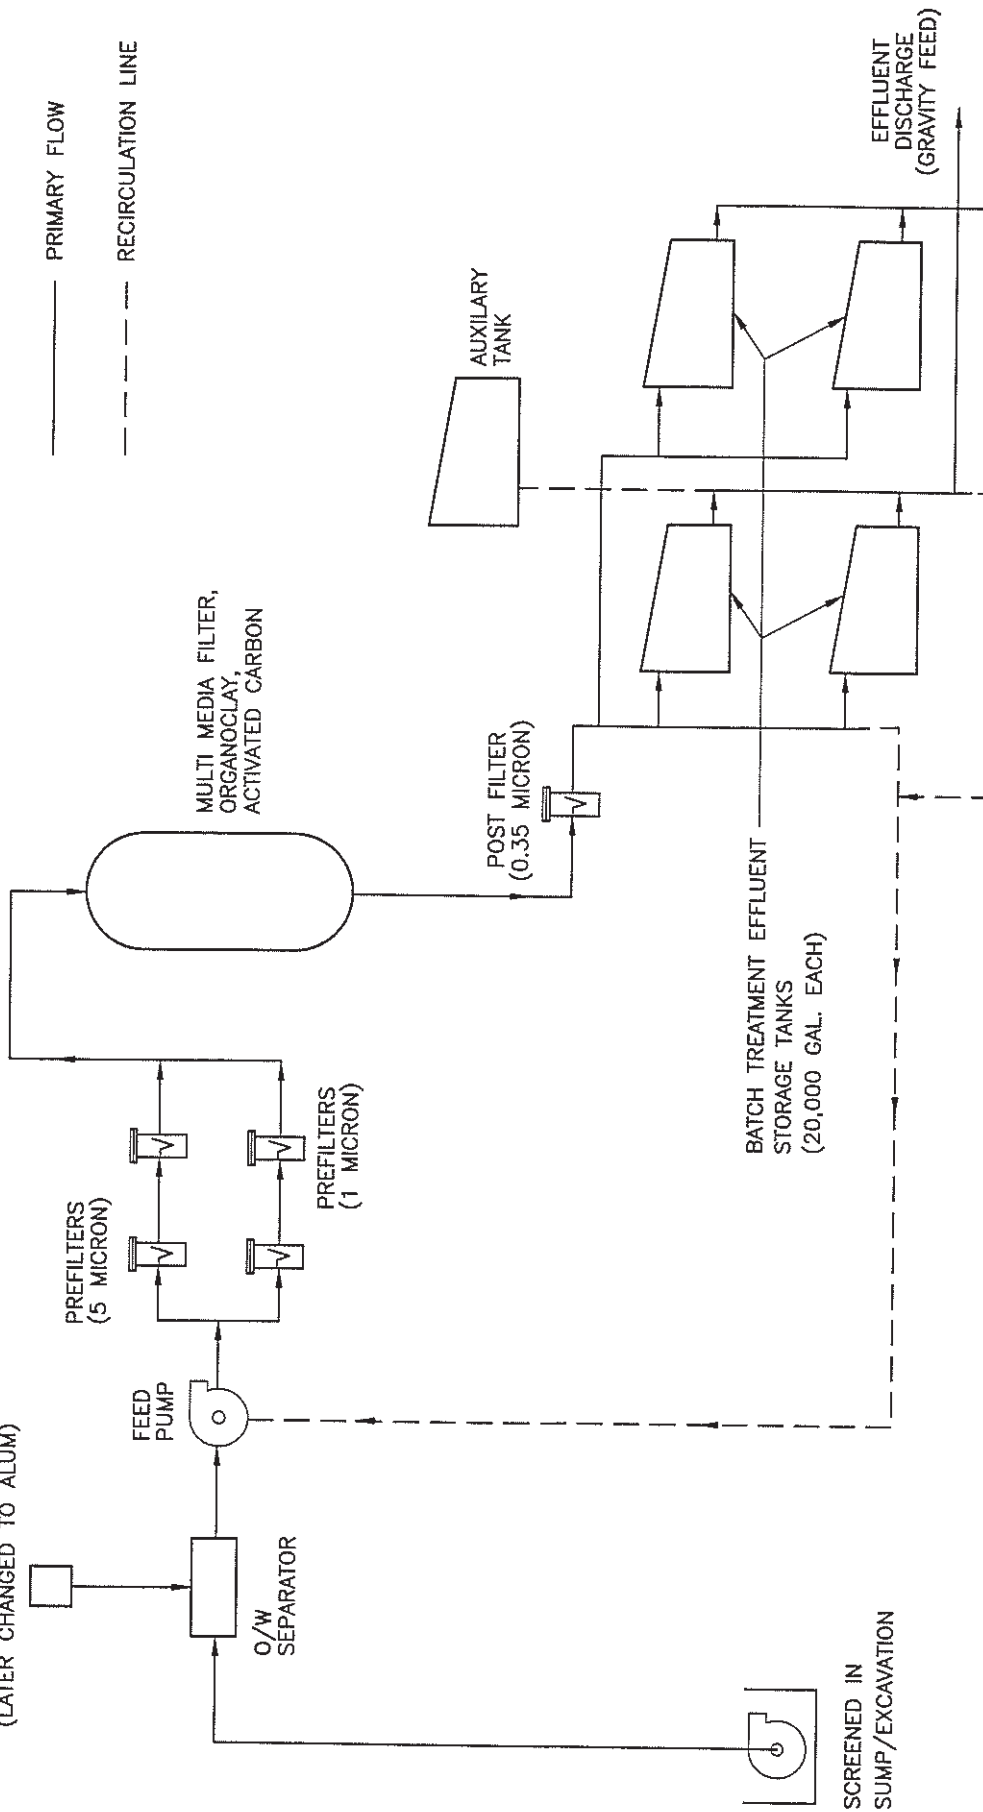 PRIMARY FLOW
RECIRCULATION LINE
(LATER CHANGED TO ALUM)
O/W
SEPARATOR
FEED
PUMP
PREFILTERS
(5 MICRON)
PREFILTERS
(1 MICRON)
MULTI MEDIA FILTER,
ORGANOCLAY,
ACTIVATED CARBON
POST FILTER
(0.35 MICRON)
AUXILARY
TANK
SCREENED IN
SUMP/EXCAVATION
BATCH TREATMENT EFFLUENT
STORAGE TANKS
(20,000 GAL. EACH)
EFFLUENT
DISCHARGE
(GRAVITY FEED)